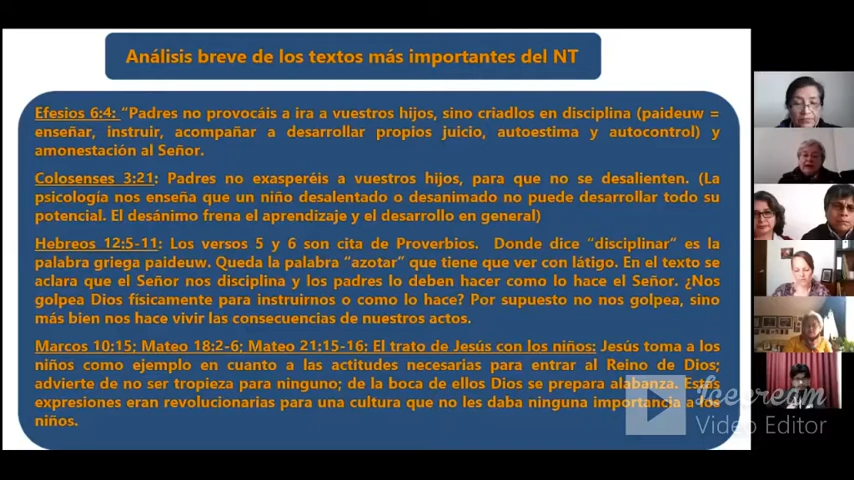 Análisis breve de los textos más importantes del NT
Efesios 6:4: “Padres no provocáis a ira a vuestros hijos, sino criadlos en disciplina (paideuw =
enseñar, instruir, acompañar a desarrollar propios juicio, autoestima y autocontrol) y
amonestación al Señor.
Colosenses 3:21: Padres no exasperéis a vuestros hijos, para que no se desalienten. (La
psicología nos enseña que un niño desalentado o desanimado no puede desarrollar todo su
potencial. El desánimo frena el aprendizaje y el desarrollo en general)
Hebreos 12:5-11: Los versos 5 y 6 son cita de Proverbios. Donde dice “disciplinar” es la
palabra griega paideuw. Queda la palabra “azotar” que tiene que ver con látigo. En el texto se
aclara que el Señor nos disciplina y los padres lo deben hacer como lo hace el Señor. ¿Nos
golpea Dios físicamente para instruirnos o como lo hace? Por supuesto no nos golpea, sino
más bien nos hace vivir las consecuencias de nuestros actos.
Marcos 10:15; Mateo 18:2-6; Mateo 21:15-16: El trato de Jesús con los niños: Jesús toma a los
niños como ejemplo en cuanto a las actitudes necesarias para entrar al Reino de Dios;
advierte de no ser tropieza para ninguno; de la boca de ellos Dios se prepara alabanza. Estas
expresiones eran revolucionarias para una cultura que no les daba ninguna importancia a los
niños.
Icecream
Video Editor